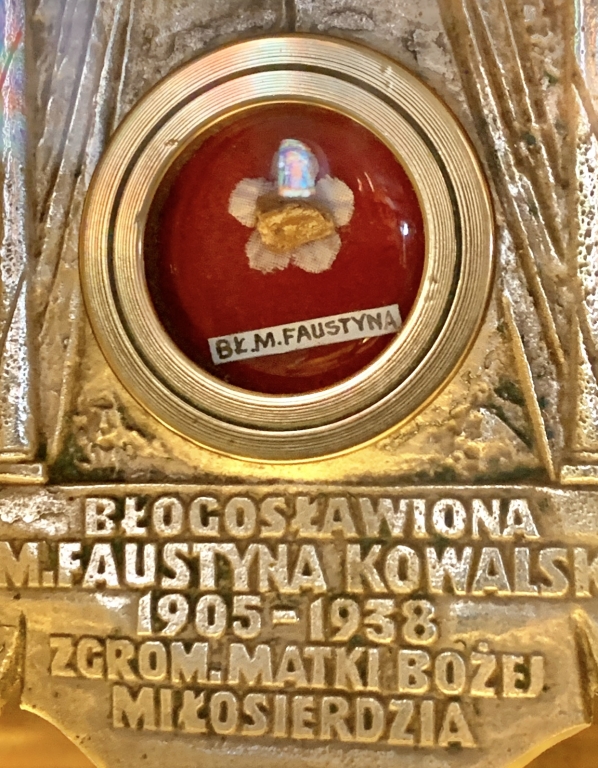 BŁ.M.FAUSTYNA
BŁOGOSŁAWIONA
M.FAUSTYNA KOWALSK
1905-1938
ZGROM.MATKI BOŻEJ
MIŁOSIERDZIA